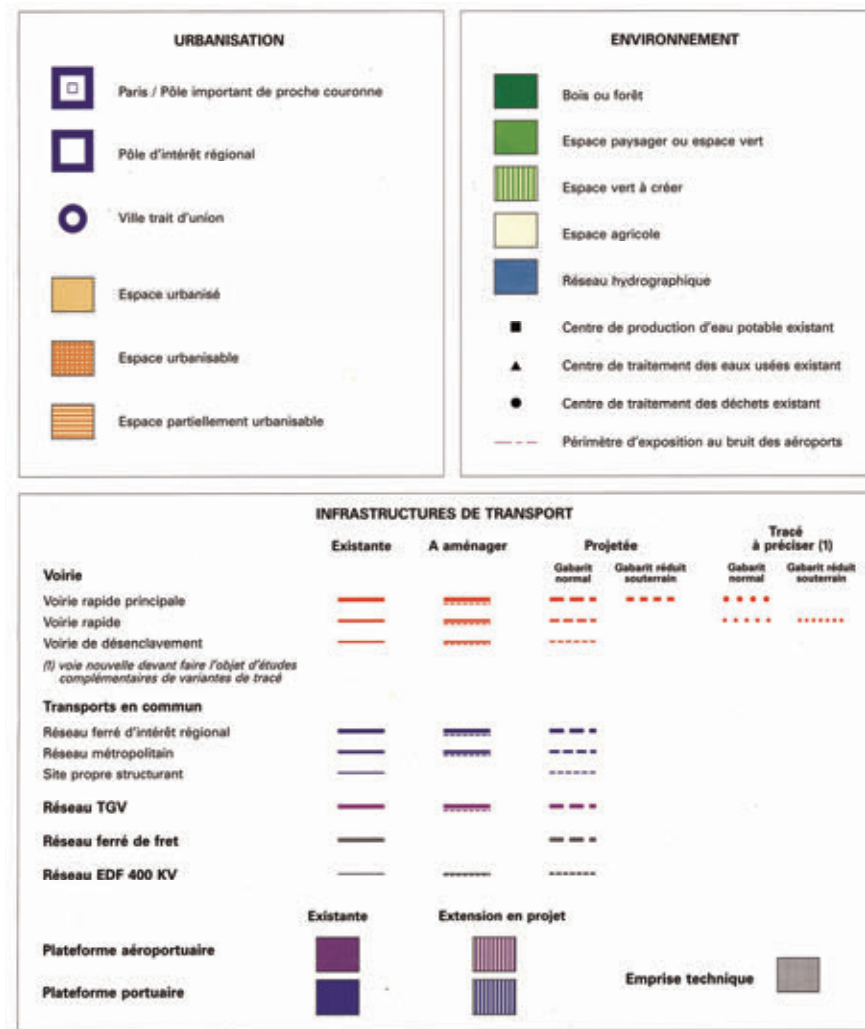 URBANISATION
Paris / Pôle important de proche couronne
Pôle d'intérêt régional
Ville trait d'union
Espace urbanisé
Espace urbanisable
Espace partiellement urbanisable
ENVIRONNEMENT
Bois ou forêt
Espace paysager ou espace vert
Espace vert à créer
Espace agricole
Réseau hydrographique
Centre de production d'eau potable existant
Centre de traitement des eaux usées existant
Centre de traitement des déchets existant
Périmètre d'exposition au bruit des aéroports
INFRASTRUCTURES DE TRANSPORT
Existante A aménager Projetée Tracé
à préciser (1)
Voirie Gabarit normal Gabarit réduit souterrain Gabarit normal Gabarit réduit souterrain
Voirie rapide principale
Voirie rapide
Voirie de désenclavement
(1) voie nouvelle devant faire l'objet d'études
complémentaires de variantes de tracé
Transports en commun
Réseau ferré d'intérêt régional
Réseau métropolitain
Site propre structurant
Réseau TGV
Réseau ferré de fret
Réseau EDF 400 KV
Existante Extension en projet
Plateforme aéroportuaire
Plateforme portuaire
Emprise technique